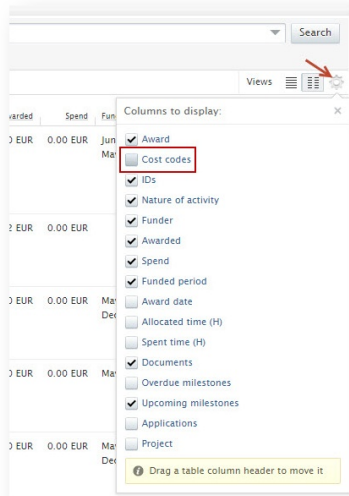 Search
Views
warded Spend Fun
Columns to display:
Award
Cost codes
IDs
Nature of activity
Funder
Awarded
Spend
Funded period
Award date
Allocated time (H)
Spent time (H)
Documents
Overdue milestones
Upcoming milestones
Applications
Project
Drag a table column header to move it
0 EUR 0.00 EUR Jun
Ma
2 EUR 0.00 EUR
0 EUR 0.00 EUR Ma
Dec
0 EUR 0.00 EUR Ma
0 EUR 0.00 EUR Ma
Dec